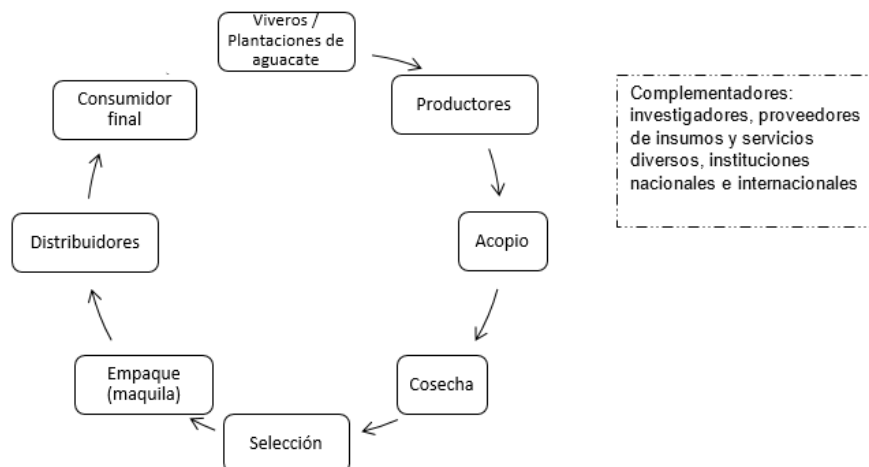 Viveros /
Plantaciones de
aguacate
Productores
Acopio
Cosecha
Selección
Empaque
(maquila)
Distribuidores
Consumidor
final
Complementadores:
investigadores, proveedores
de insumos y servicios
diversos, instituciones
nacionales e internacionales